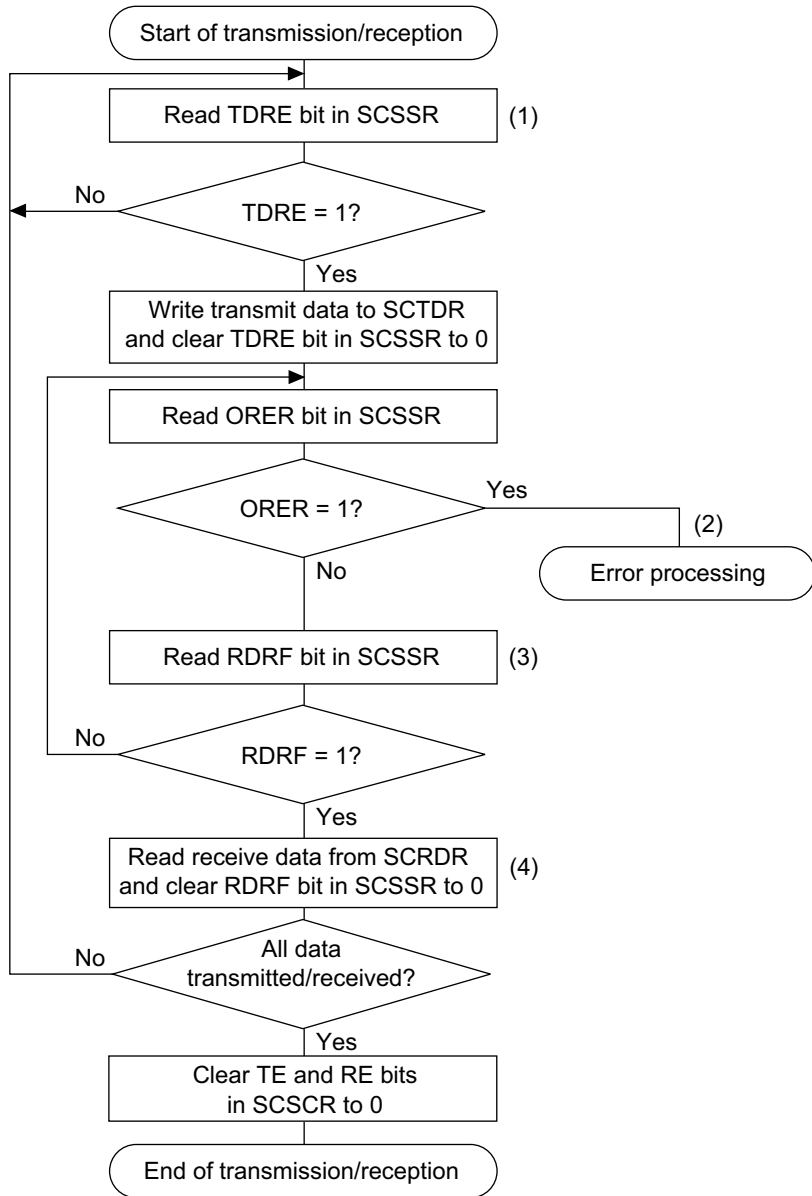 Start of transmission/reception
Read TDRE bit in SCSSR
(1)
No
TDRE = 1?
Yes
Write transmit data to SCTDR
and clear TDRE bit in SCSSR to 0
Read ORER bit in SCSSR
ORER = 1?
Yes
(2)
No
Error processing
Read RDRF bit in SCSSR
(3)
No
RDRF = 1?
Yes
Read receive data from SCRDR
and clear RDRF bit in SCSSR to 0
(4)
No
All data
transmitted/received?
Yes
Clear TE and RE bits
in SCSCR to 0
End of transmission/reception